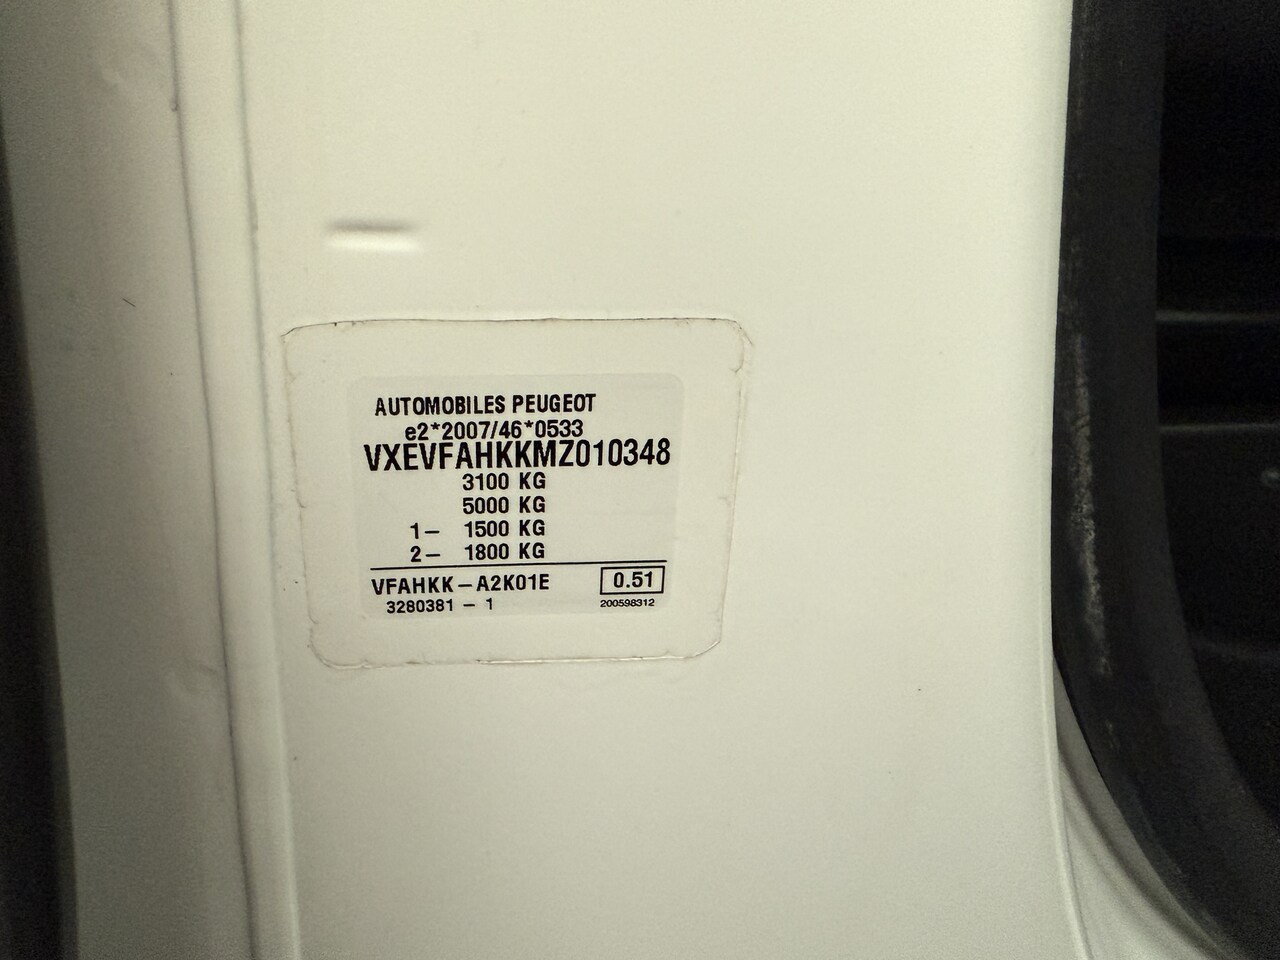 AUTOMOBILES PEUGEOT
e2*2007/46*0533
VXEVFAHKKMZ010348
3100 KG
5000 KG
1– 1500 KG
2– 1800 KG
VFAHKK–A2K01E 0.51
3280381 – 1 200598312